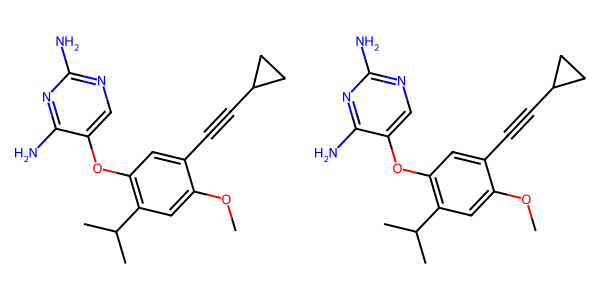 NH2 NH2
N N N N
H2N H2N
O O
O O